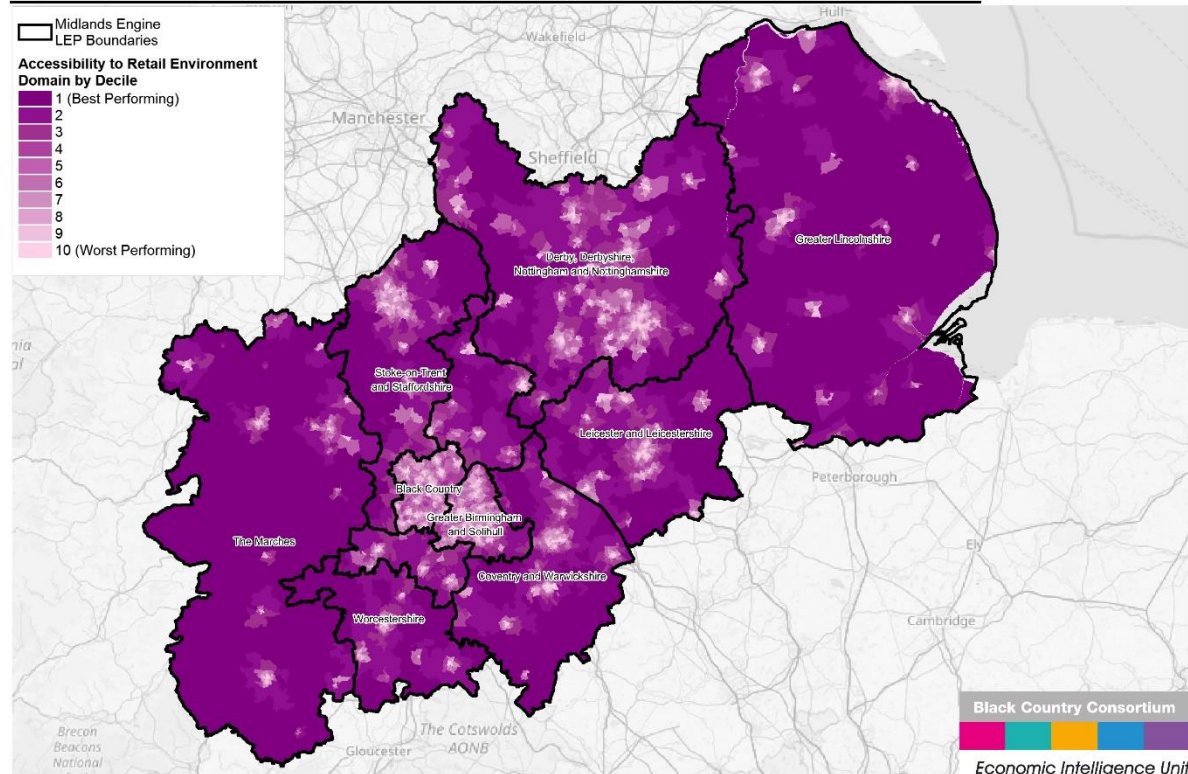 Midlands Engine
LEP Boundaries
Accessibility to Retail Environment
Domain by Decile
1 (Best Performing)
2
3
4
5
6
7
8
9
10 (Worst Performing)
Hull
Wakefield
Manchester
Sheffield
Greater Lincolnshire
Derby, Derbyshire,
Nottingham and Nottinghamshire
Stoke-on-Trent
and Staffordshire
Leicester and Leicestershire
Peterborough
Black Country
Greater Birmingham
and Solihull
The Marches
Ely
Coventry and Warwickshire
Worcestershire
Cambridge
Brecon
Beacons
National
The Cotswolds
AONB
Gloucester
Black Country Consortium
Economic Intelligence Unit